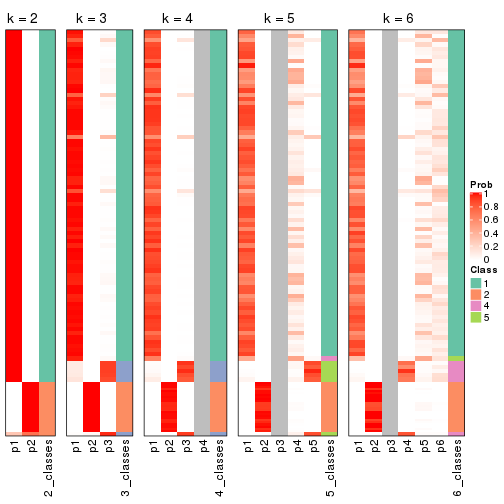 k = 2 k = 3 k = 4 k = 5 k = 6
Prob
1
0.8
0.6
0.4
0.2
0
Class
1
2
4
5
p1 p2 2_classes p1 p2 p3 3_classes p1 p2 p3 p4 4_classes p1 p2 p3 p4 p5 5_classes p1 p2 p3 p4 p5 p6 6_classes